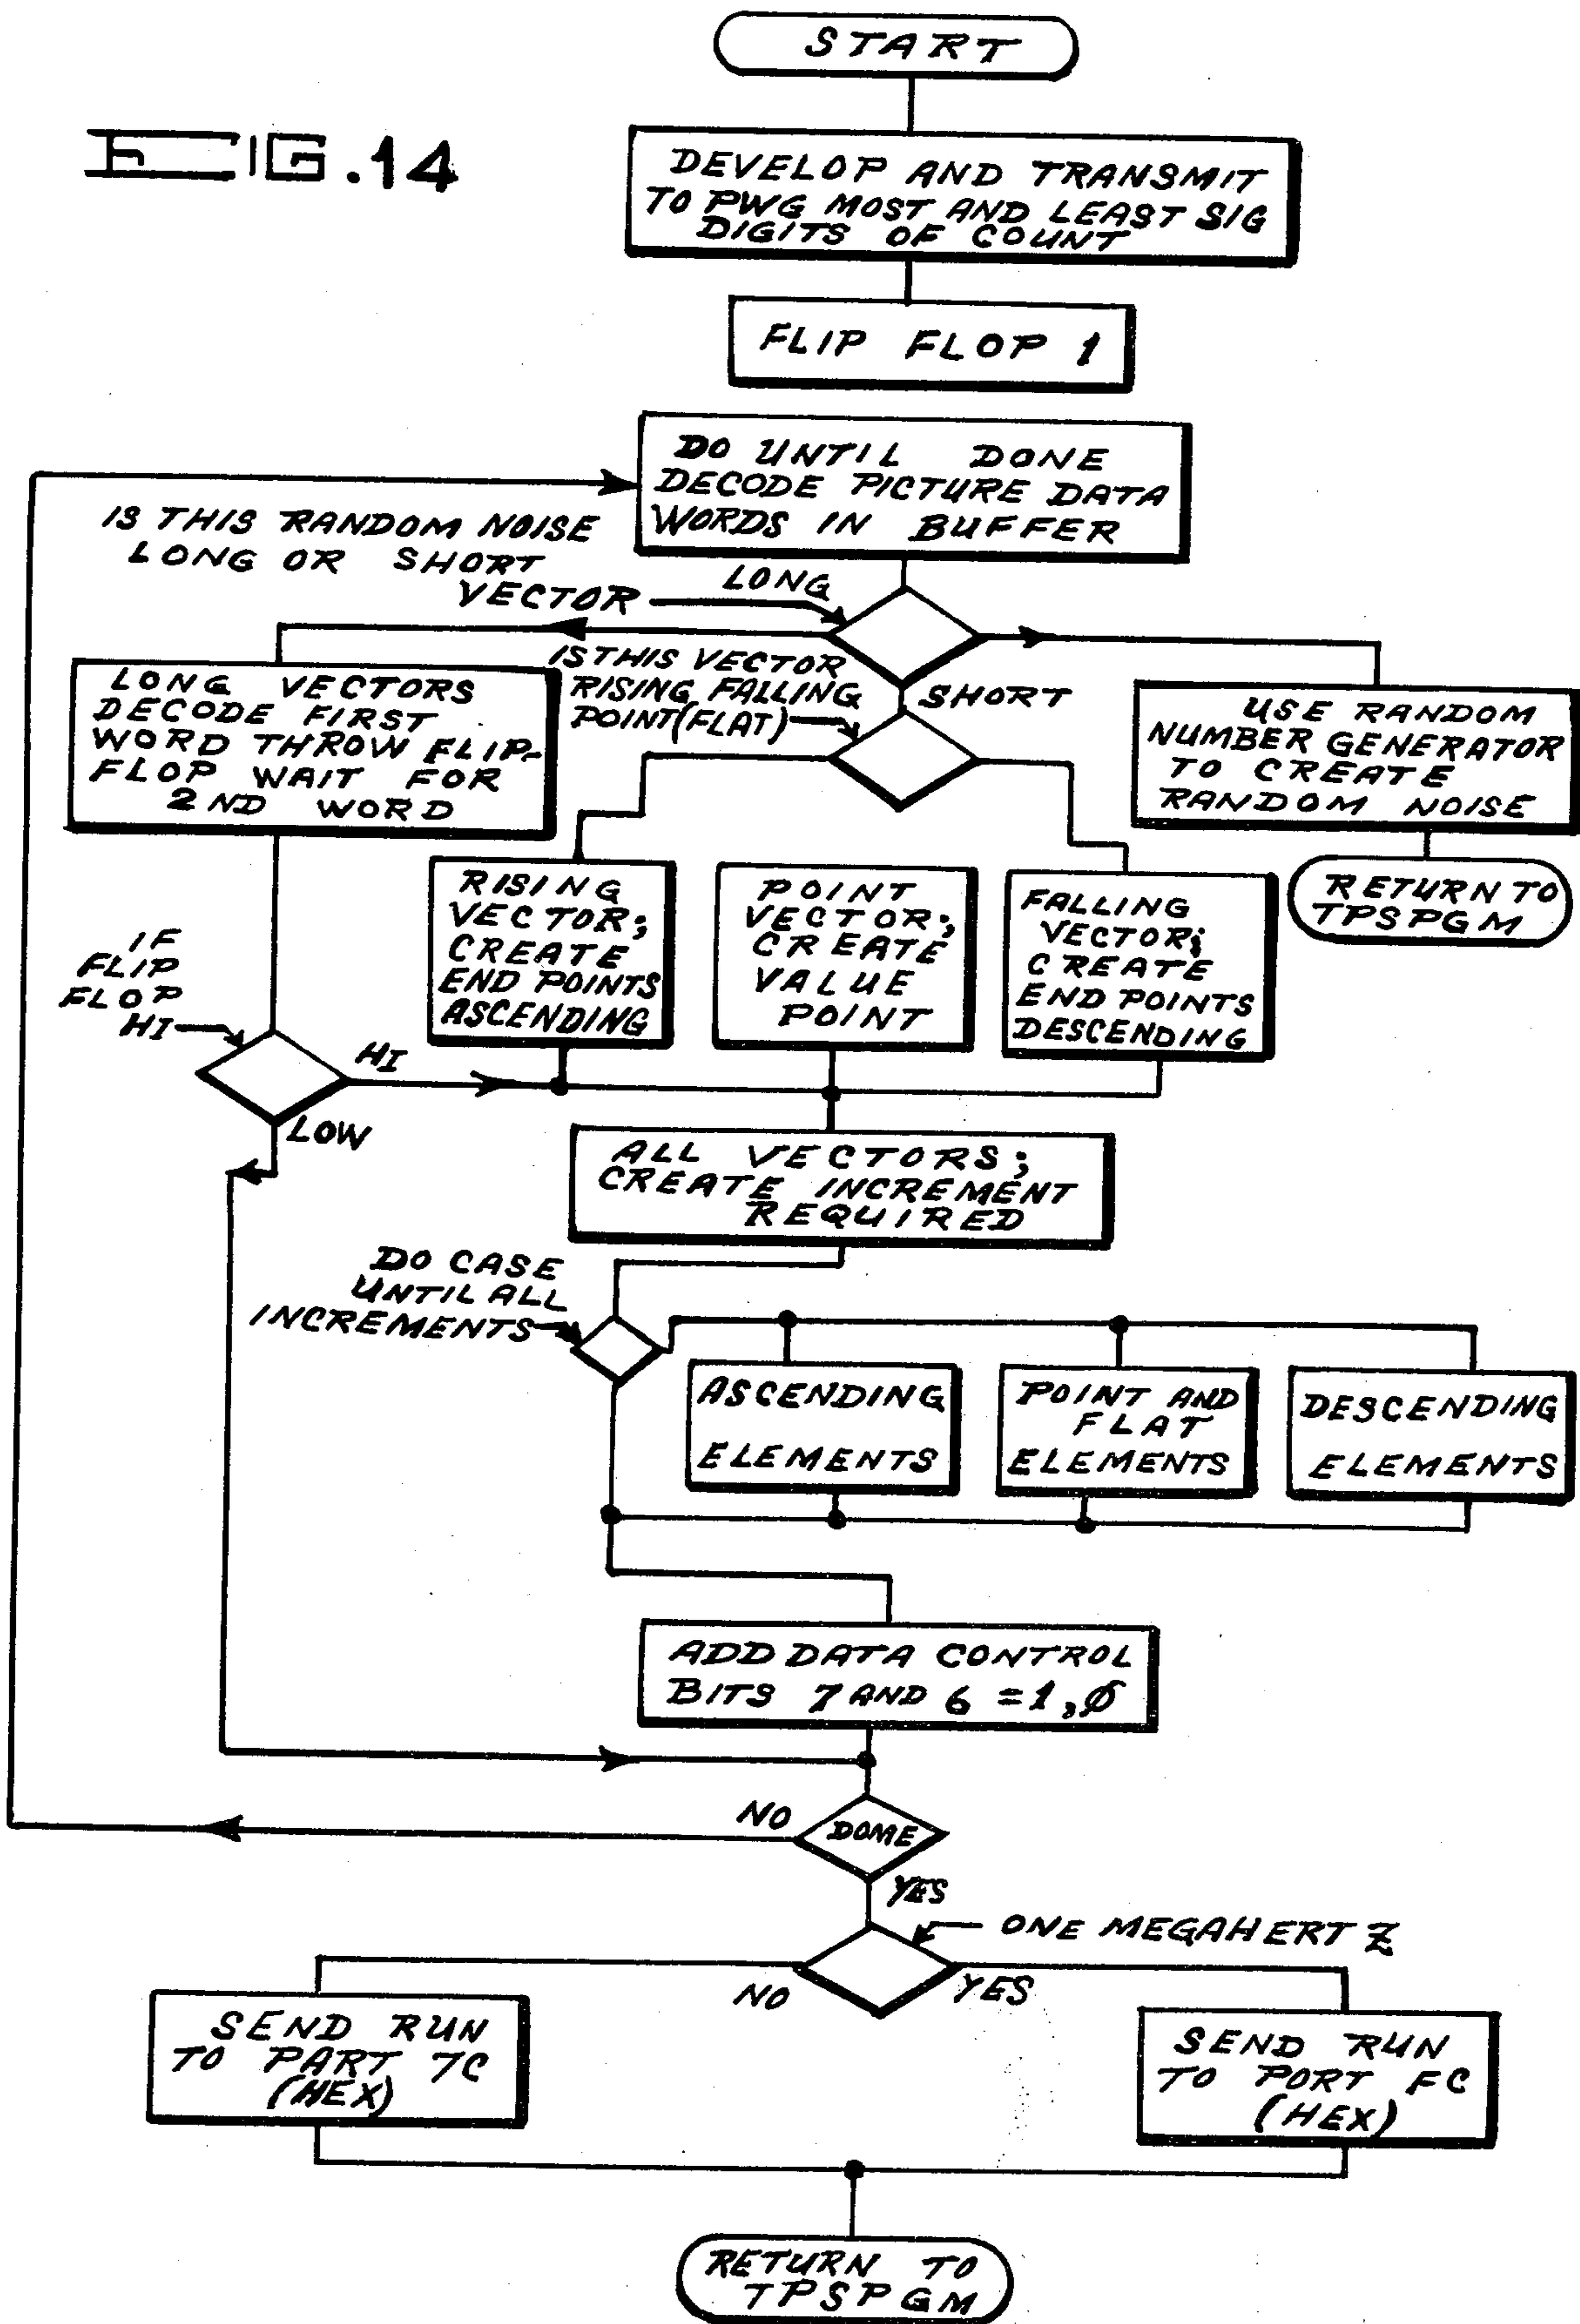 START
FIG.14
DEVELOP AND TRANSMIT
TO PWG MOST AND LEAST SIG
DIGITS OF COUNT
FLIP FLOP 1
DO UNTIL DONE
DECODE PICTURE DATA
WORDS IN BUFFER
IS THIS RANDOM NOISE
LONG OR SHORT
VECTOR
LONG
IS THIS VECTOR
RISING FALLING
POINT (FLAT)
SHORT
LONG VECTORS
DECODE FIRST
WORD THROW FLIP-
FLOP WAIT FOR
2ND WORD
USE RANDOM
NUMBER GENERATOR
TO CREATE
RANDOM NOISE
RETURN TO
TPSPGM
RISING
VECTOR;
CREATE
END POINTS
ASCENDING
POINT
VECTOR;
CREATE
VALUE
POINT
FALLING
VECTOR;
CREATE
END POINTS
DESCENDING
IF
FLIP
FLOP
HI
HI
LOW
ALL VECTORS;
CREATE INCREMENT
REQUIRED
DO CASE
UNTIL ALL
INCREMENTS
ASCENDING
ELEMENTS
POINT AND
FLAT
ELEMENTS
DESCENDING
ELEMENTS
ADD DATA CONTROL
BITS 7 AND 6 = 1,Ø
NO
DOME
YES
ONE MEGAHERT Z
NO
YES
SEND RUN
TO PART 7C
(HEX)
SEND RUN
TO PORT FC
(HEX)
RETURN TO
TPSPGM